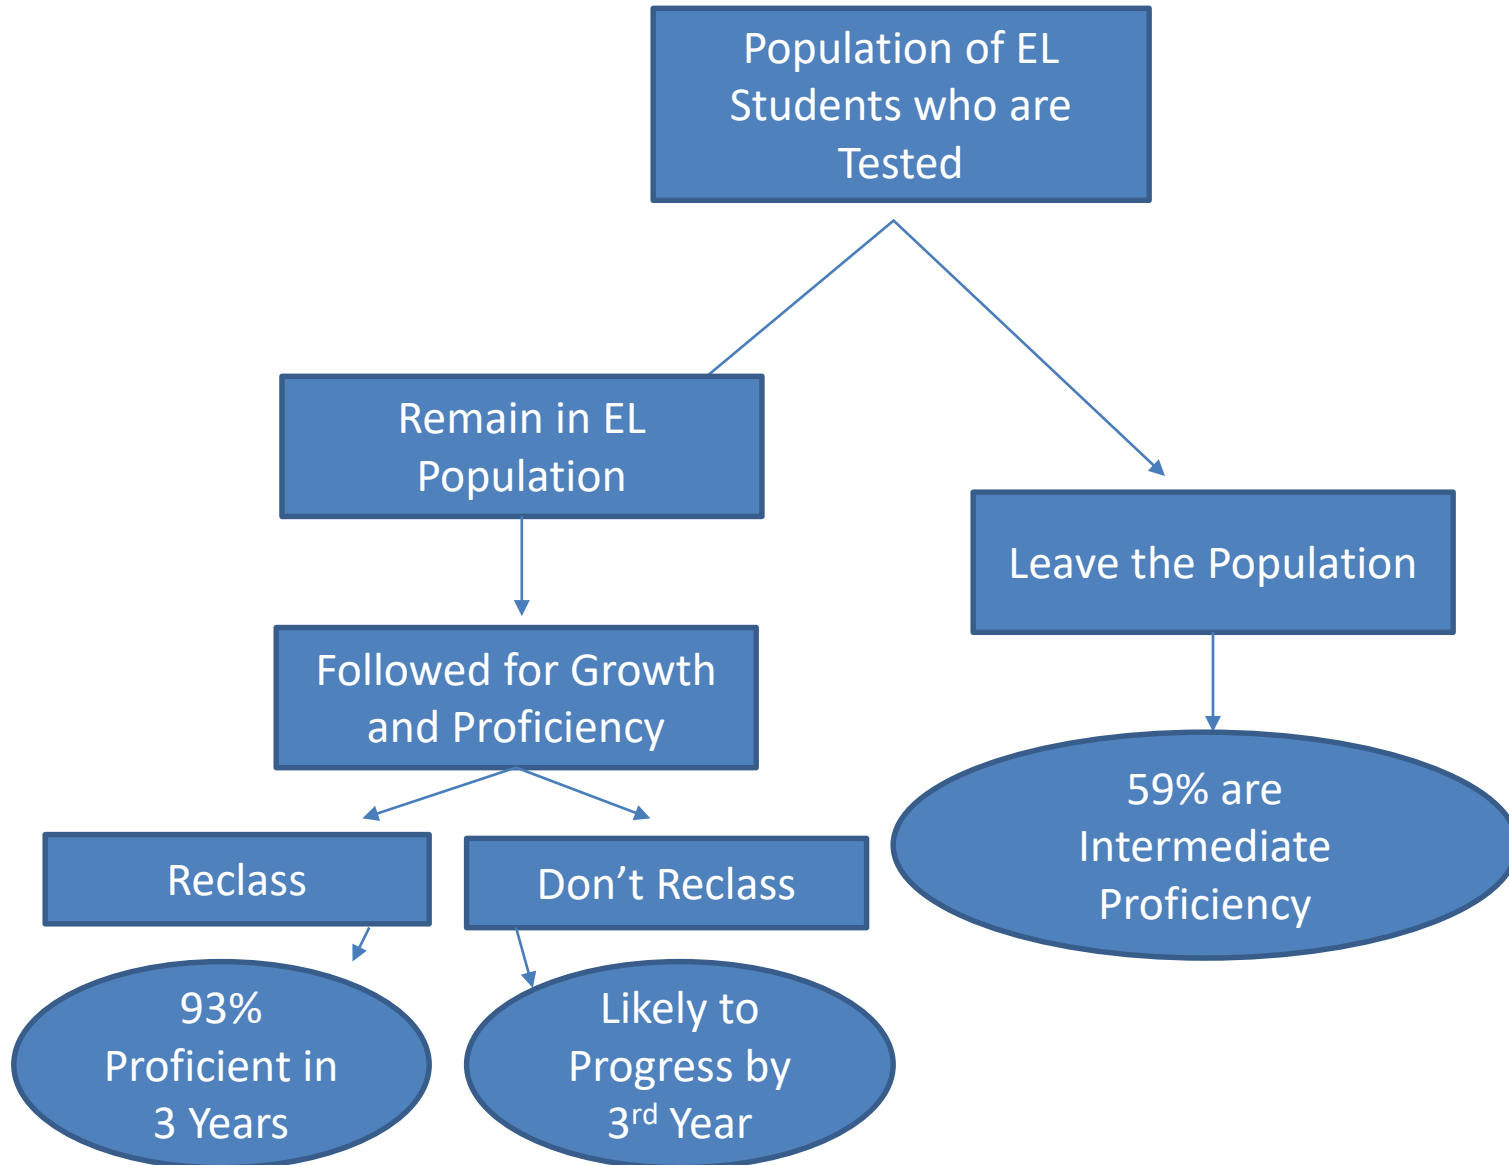 Population of EL
Students who are
Tested
Remain in EL
Population
Leave the Population
Followed for Growth
and Proficiency
59% are
Intermediate
Proficiency
Reclass
Don’t Reclass
93%
Proficient in
3 Years
Likely to
Progress by
3rd Year